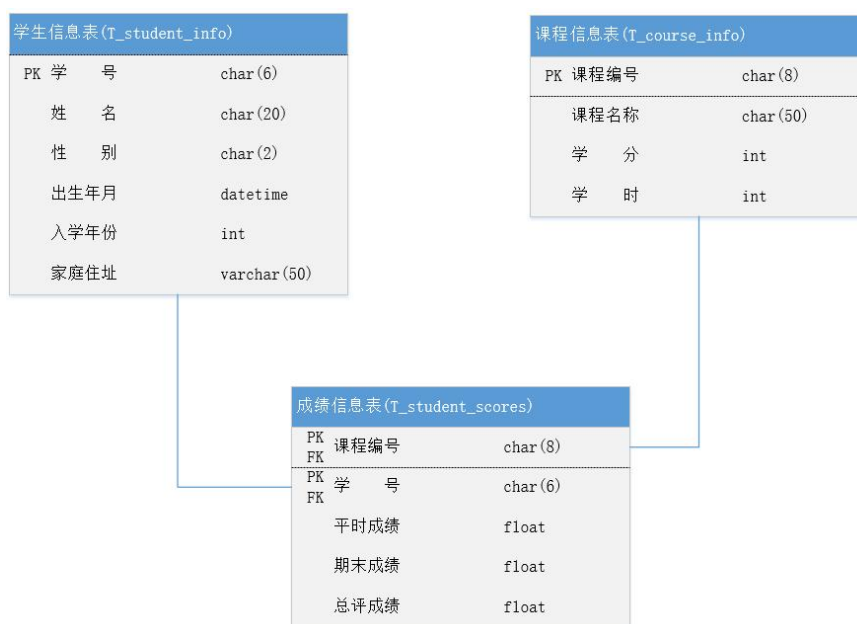 学生信息表(T_student_info)
PK 学 号 char(6)
姓 名 char(20)
性 别 char(2)
出生年月 datetime
入学年份 int
家庭住址 varchar(50)
课程信息表(T_course_info)
PK 课程编号 char(8)
课程名称 char(50)
学 分 int
学 时 int
成绩信息表(T_student_scores)
PK FK 课程编号 char(8)
PK FK 学 号 char(6)
平时成绩 float
期末成绩 float
总评成绩 float